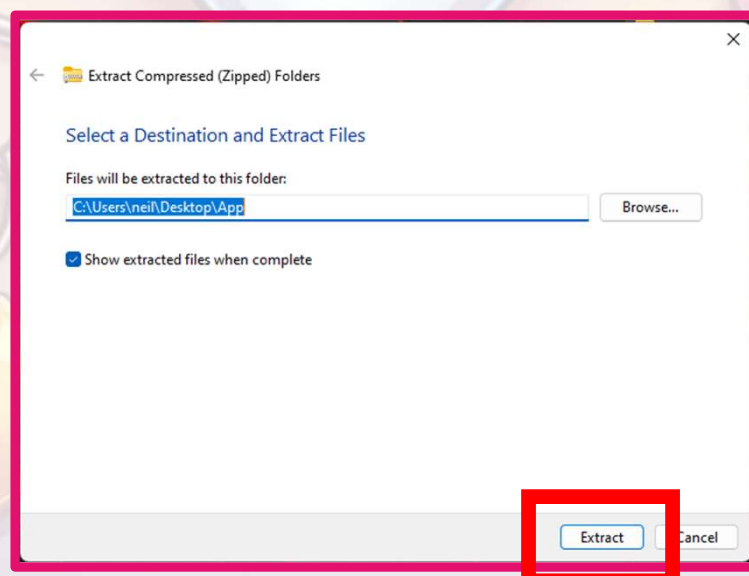 Extract Compressed (Zipped) Folders
Select a Destination and Extract Files
Files will be extracted to this folder:
C:\Users\neil\Desktop\App
Browse...
Show extracted files when complete
Extract
Cancel